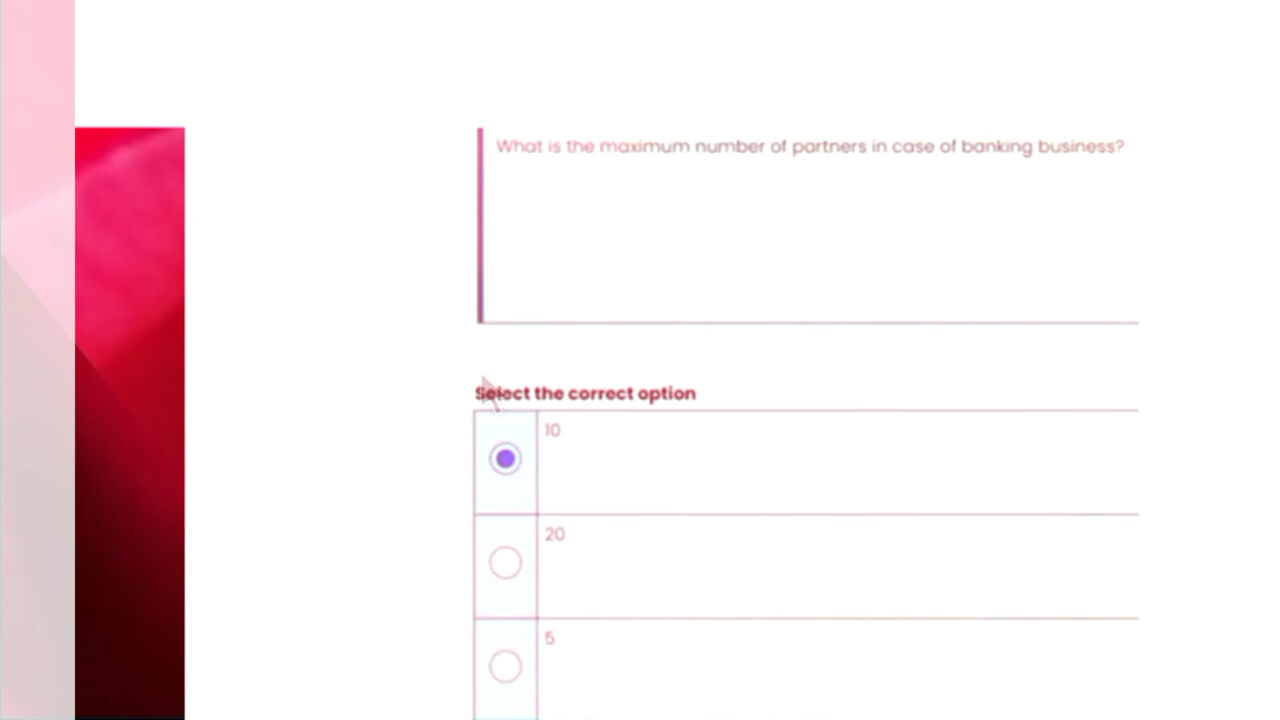 What is the maximum number of partners in case of banking business?
Select the correct option
10
20
5